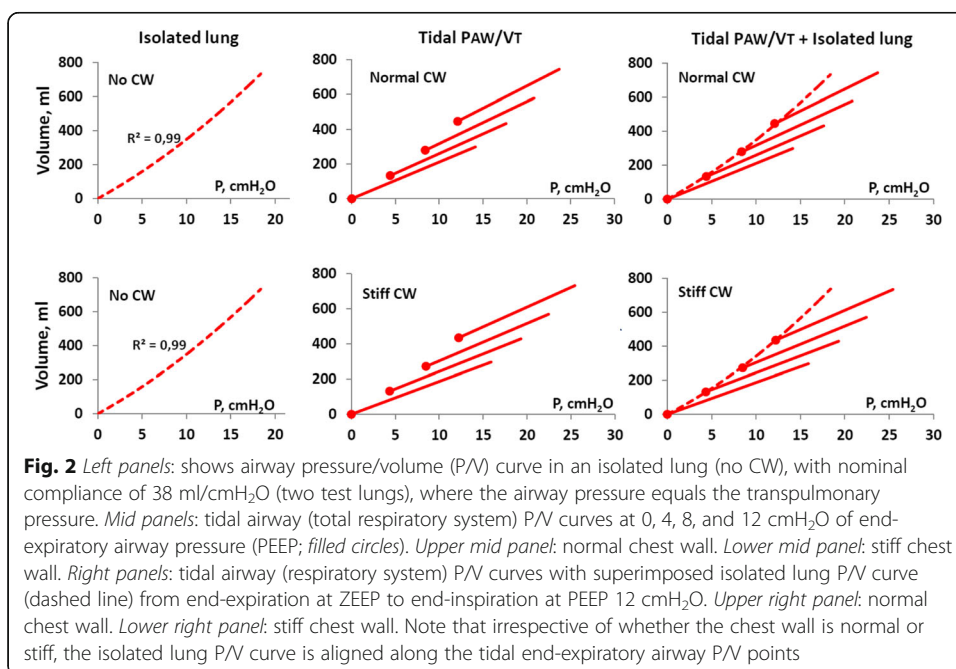 Isolated lung
Tidal PAW/VT
Tidal PAW/VT + Isolated lung
Volume, ml
800
600
400
200
0
No CW
R² = 0,99
P, cmH₂O
0 5 10 15 20
800
600
400
200
0
Normal CW
P, cmH₂O
0 5 10 15 20 25 30
800
600
400
200
0
Normal CW
P, cmH₂O
0 5 10 15 20 25 30
Volume, ml
800
600
400
200
0
No CW
R² = 0,99
P, cmH₂O
0 5 10 15 20
800
600
400
200
0
Stiff CW
P, cmH₂O
0 5 10 15 20 25 30
800
600
400
200
0
Stiff CW
P, cmH₂O
0 5 10 15 20 25 30
Fig. 2 Left panels: shows airway pressure/volume (P/V) curve in an isolated lung (no CW), with nominal
compliance of 38 ml/cmH₂O (two test lungs), where the airway pressure equals the transpulmonary
pressure. Mid panels: tidal airway (total respiratory system) P/V curves at 0, 4, 8, and 12 cmH₂O of end-
expiratory airway pressure (PEEP; filled circles). Upper mid panel: normal chest wall. Lower mid panel: stiff chest
wall. Right panels: tidal airway (respiratory system) P/V curves with superimposed isolated lung P/V curve
(dashed line) from end-expiration at ZEEP to end-inspiration at PEEP 12 cmH₂O. Upper right panel: normal
chest wall. Lower right panel: stiff chest wall. Note that irrespective of whether the chest wall is normal or
stiff, the isolated lung P/V curve is aligned along the tidal end-expiratory airway P/V points